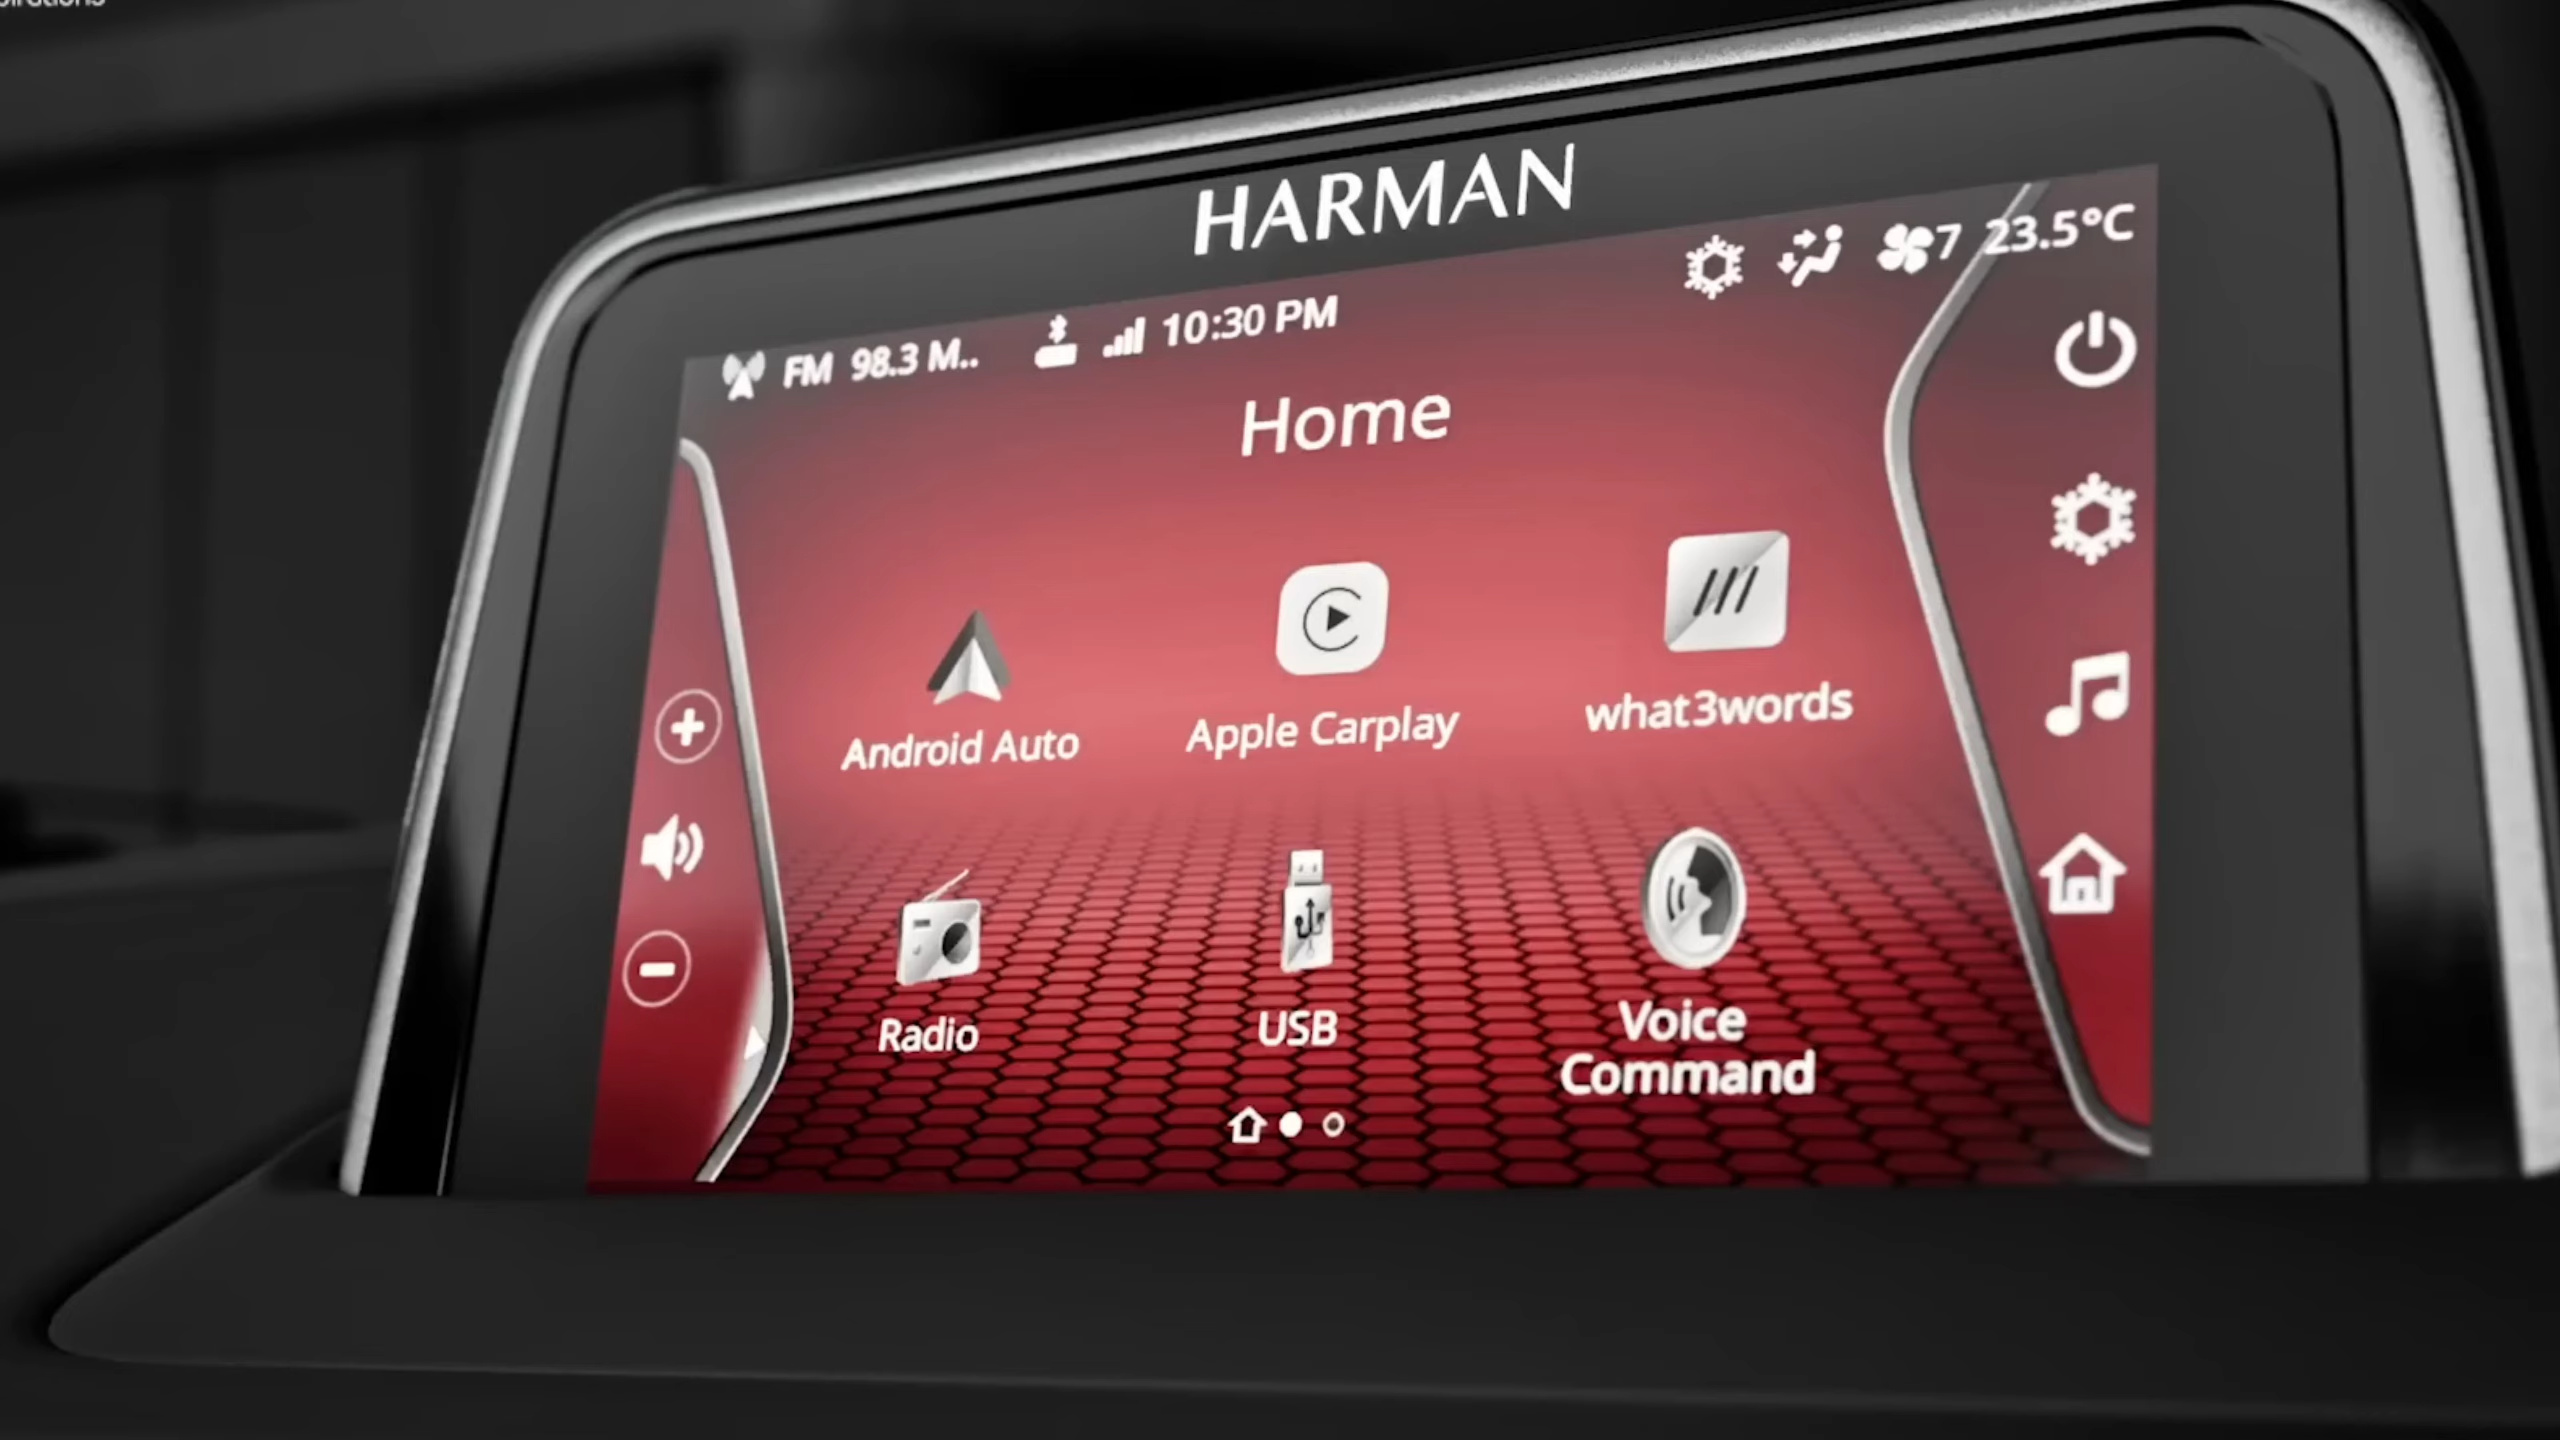 HARMAN
7 23.5°C
FM 98.3 M.. 10:30 PM
Home
Android Auto
Apple Carplay
what3words
Radio
USB
Voice
Command